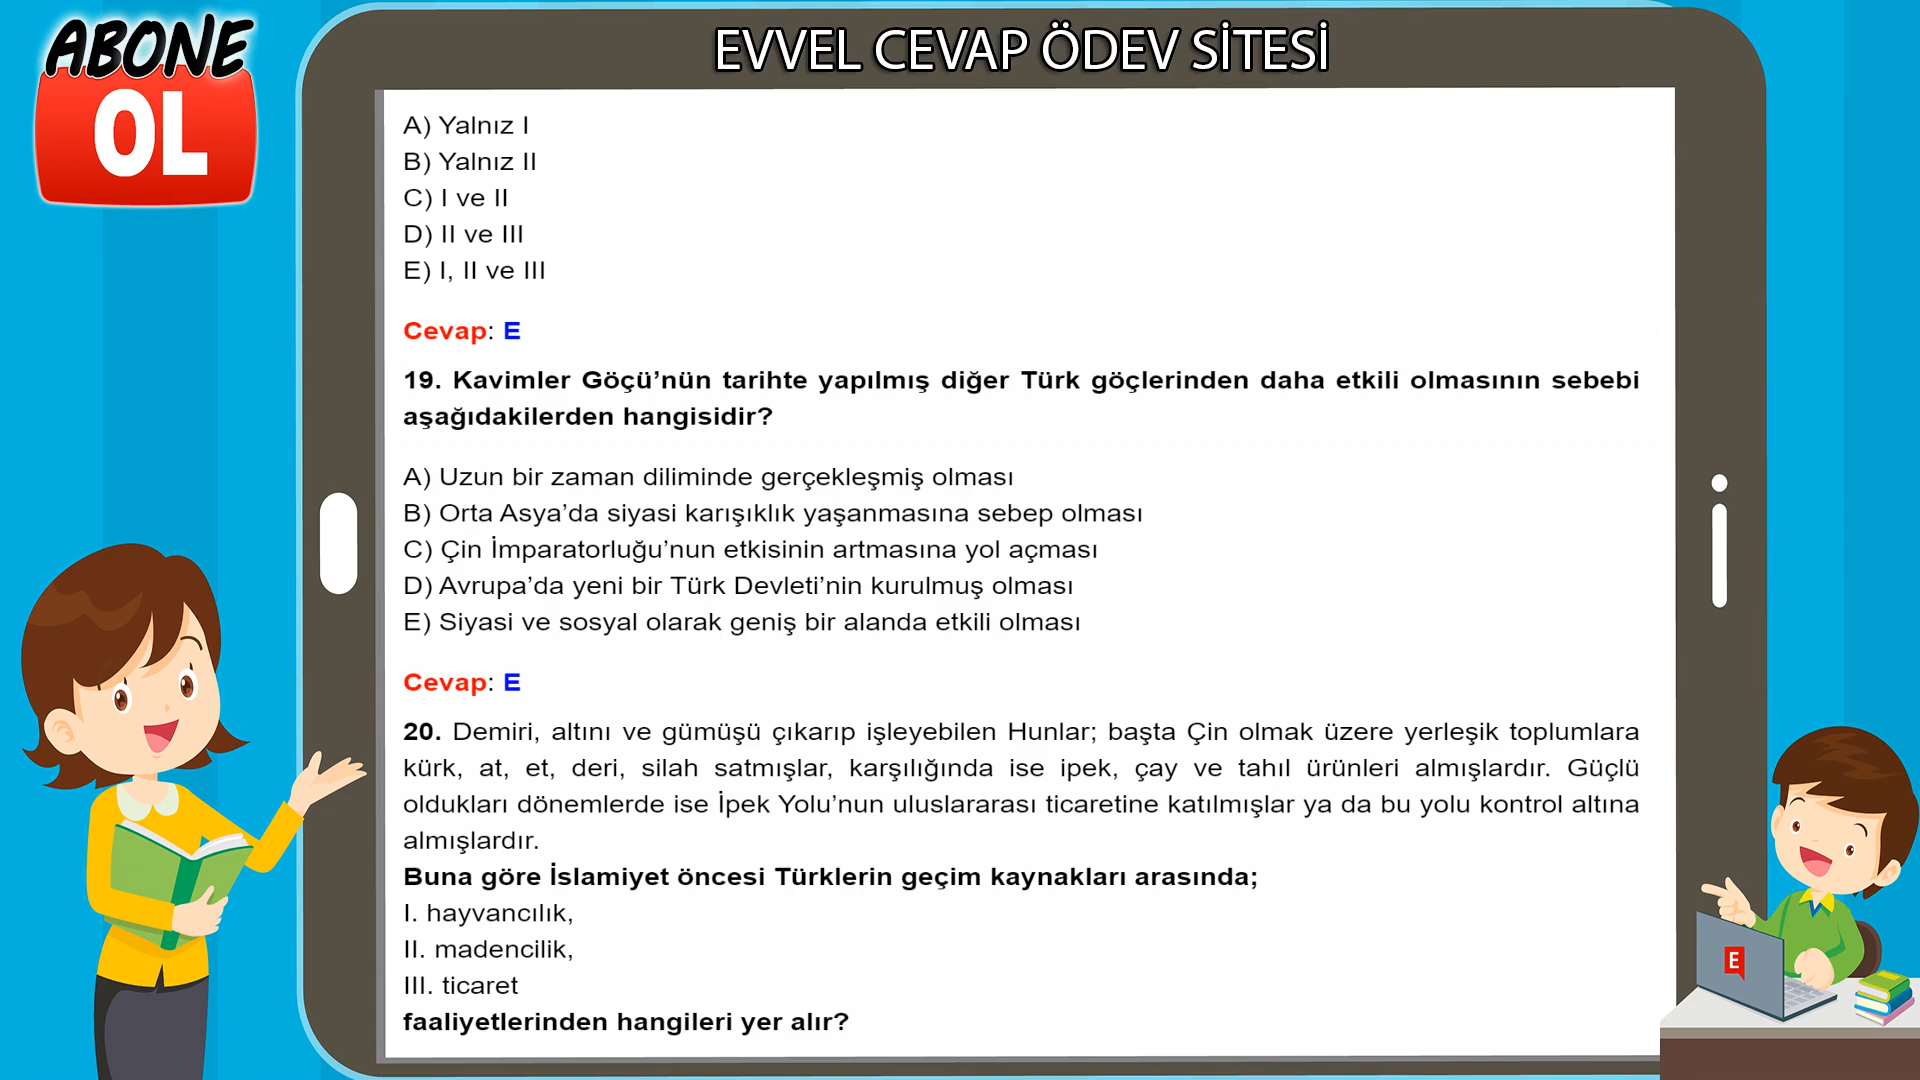 ABONE
OL
EVVEL CEVAP ÖDEV SİTESİ
A) Yalnız I
B) Yalnız II
C) I ve II
D) II ve III
E) I, II ve III
Cevap: E
19. Kavimler Göçü’nün tarihte yapılmış diğer Türk göçlerinden daha etkili olmasının sebebi
aşağıdakilerden hangisidir?
A) Uzun bir zaman diliminde gerçekleşmiş olması
B) Orta Asya’da siyasi karışıklık yaşanmasına sebep olması
C) Çin İmparatorluğu’nun etkisinin artmasına yol açması
D) Avrupa’da yeni bir Türk Devleti’nin kurulmuş olması
E) Siyasi ve sosyal olarak geniş bir alanda etkili olması
Cevap: E
20. Demiri, altını ve gümüşü çıkarıp işleyebilen Hunlar; başta Çin olmak üzere yerleşik toplumlara
kürk, at, et, deri, silah satmışlar, karşılığında ise ipek, çay ve tahıl ürünleri almışlardır. Güçlü
oldukları dönemlerde ise İpek Yolu’nun uluslararası ticaretine katılmışlar ya da bu yolu kontrol altına
almışlardır.
Buna göre İslamiyet öncesi Türklerin geçim kaynakları arasında;
I. hayvancılık,
II. madencilik,
III. ticaret
faaliyetlerinden hangileri yer alır?
E